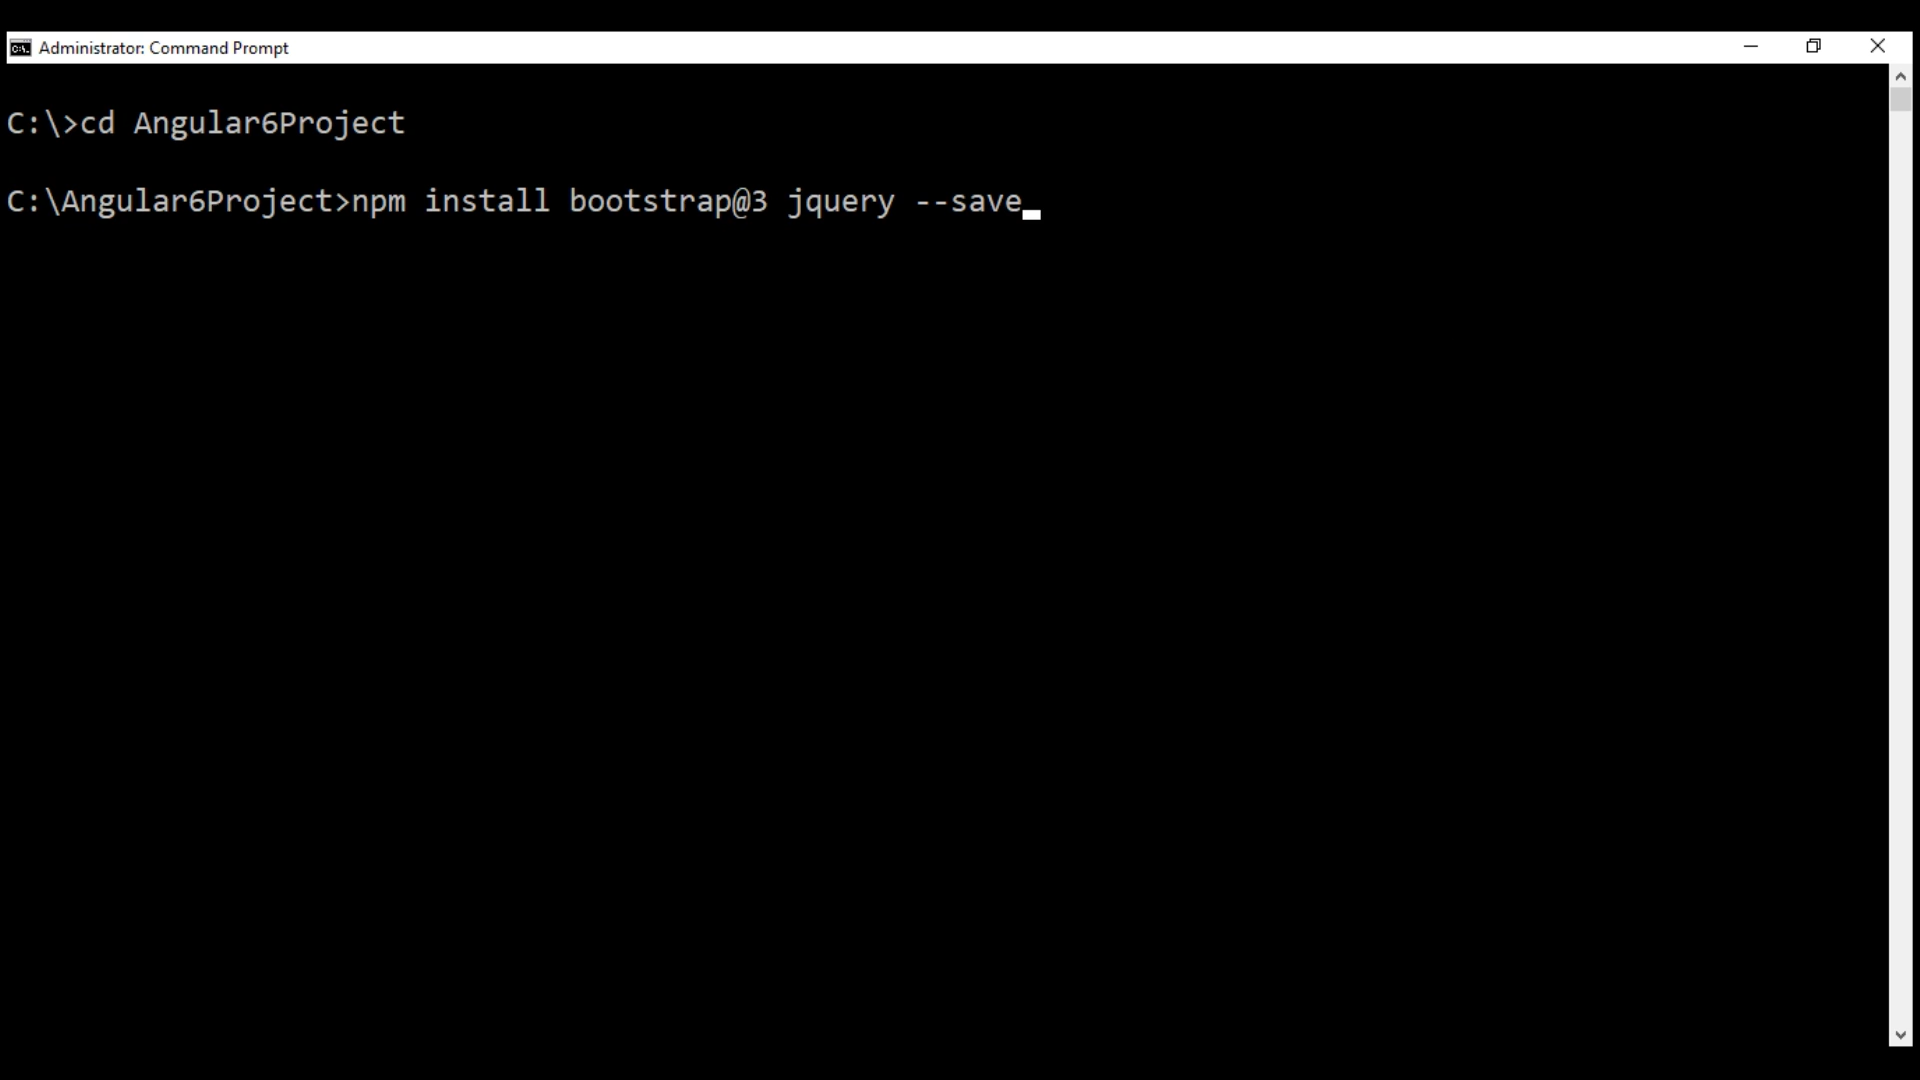 Administrator: Command Prompt
C:\>cd Angular6Project
C:\Angular6Project>npm install bootstrap@3 jquery --save